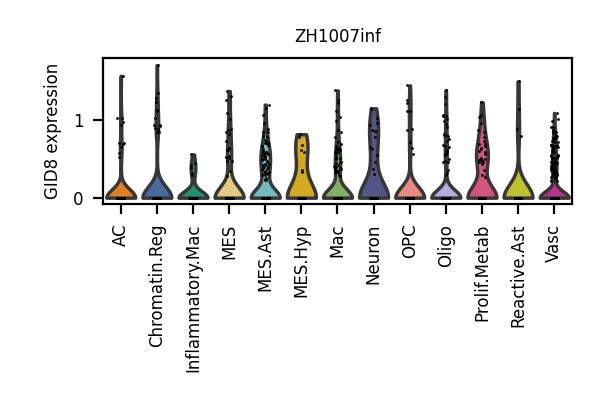 ZH1007inf
GID8 expression
1
0
AC
Chromatin.Reg
Inflammatory.Mac
MES
MES.Ast
MES.Hyp
Mac
Neuron
OPC
Oligo
Prolif.Metab
Reactive.Ast
Vasc